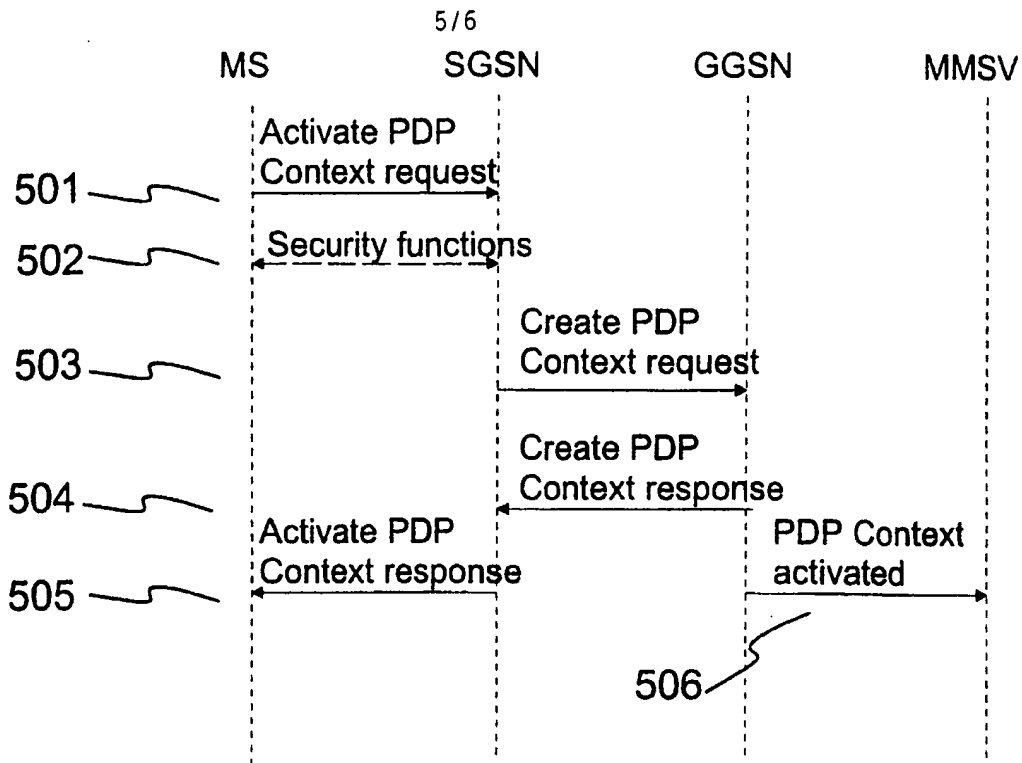 5/6
MS SGSN GGSN MMSV
Activate PDP
Context request
501
Security functions
502
Create PDP
Context request
503
Create PDP
Context response
504
Activate PDP
Context response
505
PDP Context
activated
506